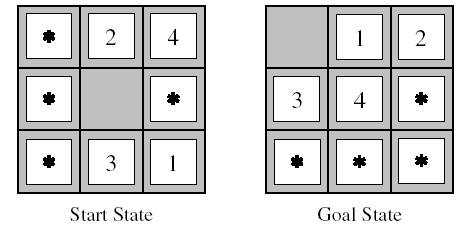 * 2 4
1 2
* *
3 4 *
* 3 1
* * *
Start State
Goal State